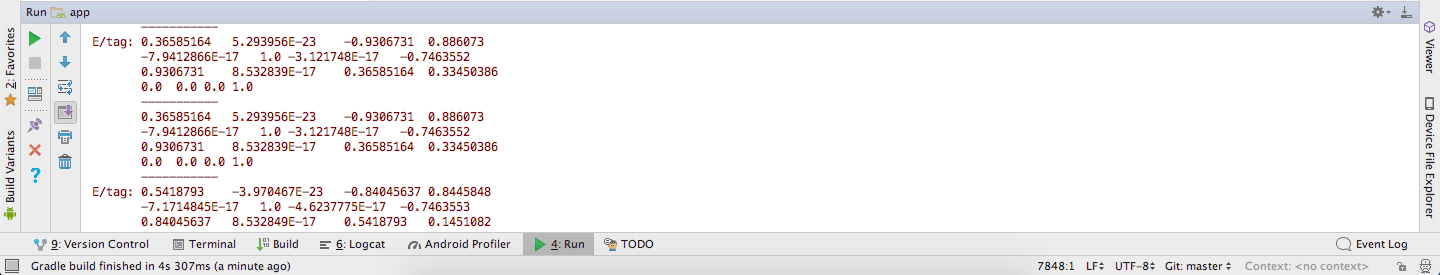 Run app
-----------
E/tag: 0.36585164 5.293956E-23 -0.9306731 0.886073
-7.9412866E-17 1.0 -3.121748E-17 -0.7463552
0.9306731 8.532839E-17 0.36585164 0.33450386
0.0 0.0 0.0 1.0
-----------
0.36585164 5.293956E-23 -0.9306731 0.886073
-7.9412866E-17 1.0 -3.121748E-17 -0.7463552
0.9306731 8.532839E-17 0.36585164 0.33450386
0.0 0.0 0.0 1.0
-----------
E/tag: 0.5418793 -3.970467E-23 -0.84045637 0.8445848
-7.1714845E-17 1.0 -4.6237775E-17 -0.7463553
0.84045637 8.532849E-17 0.5418793 0.1451082
2: Favorites
Build Variants
Viewer
Device File Explorer
9: Version Control Terminal Build 6: Logcat Android Profiler 4: Run TODO Event Log
Gradle build finished in 4s 307ms (a minute ago) 7848:1 LF UTF-8 Git: master Context: <no context>